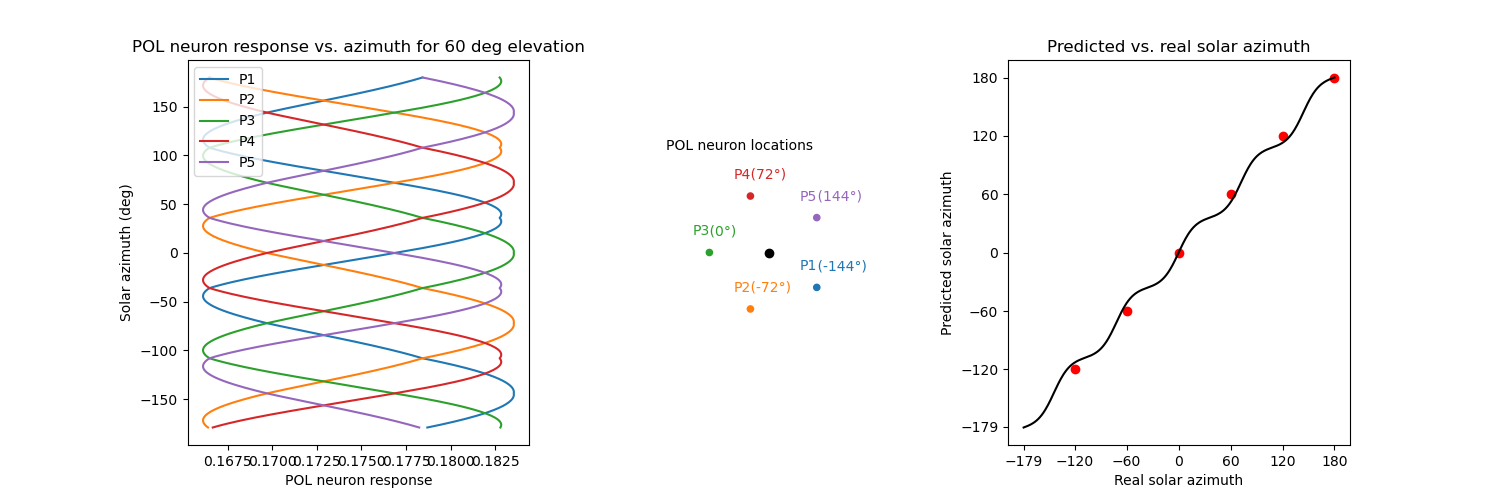 POL neuron response vs. azimuth for 60 deg elevation
P1
P2
P3
P4
P5
150
100
50
0
−50
−100
−150
Solar azimuth (deg)
0.1675 0.1700 0.1725 0.1750 0.1775 0.1800 0.1825
POL neuron response
POL neuron locations
P4(72°)
P5(144°)
P3(0°)
P1(-144°)
P2(-72°)
Predicted vs. real solar azimuth
180
120
60
0
−60
−120
−179
Predicted solar azimuth
−179 −120 −60 0 60 120 180
Real solar azimuth